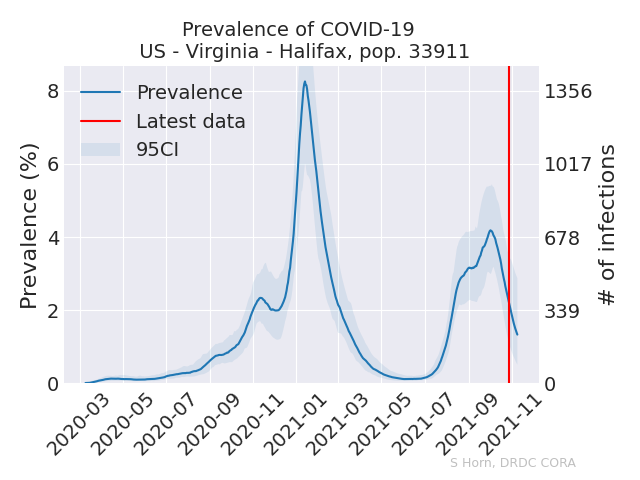 Prevalence of COVID-19
US - Virginia - Halifax, pop. 33911
Prevalence
Latest data
95CI
Prevalence (%)
8
6
4
2
0
1356
1017
678
339
0
# of infections
2020-03
2020-05
2020-07
2020-09
2020-11
2021-01
2021-03
2021-05
2021-07
2021-09
2021-11
S Horn, DRDC CORA